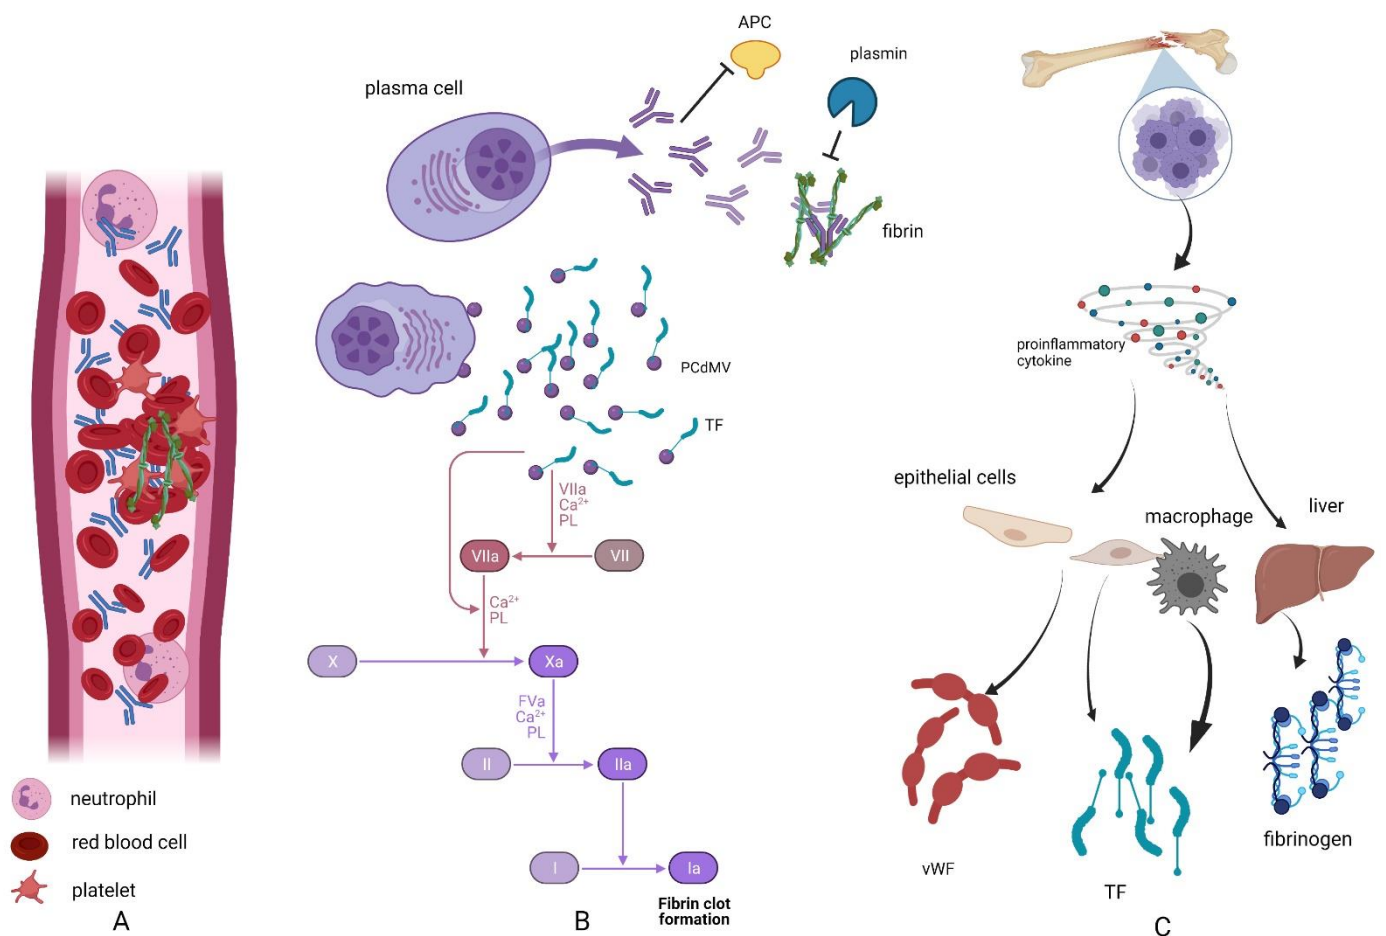 neutrophil
red blood cell
platelet
A
APC
plasmin
plasma cell
fibrin
PCdMV
TF
VIIa
Ca²⁺
PL
VIIa
VII
Ca²⁺
PL
X
Xa
FVa
Ca²⁺
PL
II
IIa
I
Ia
Fibrin clot
formation
B
proinflammatory
cytokine
epithelial cells
macrophage
liver
vWF
TF
fibrinogen
C